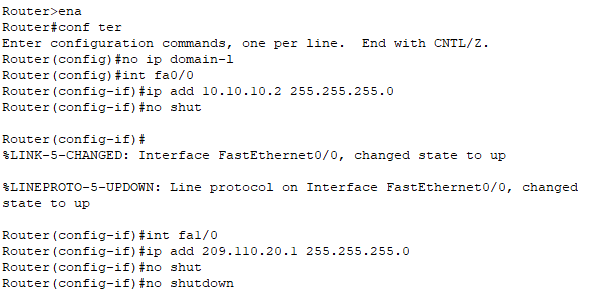 Router>ena
Router#conf ter
Enter configuration commands, one per line.  End with CNTL/Z.
Router(config)#no ip domain-l
Router(config)#int fa0/0
Router(config-if)#ip add 10.10.10.2 255.255.255.0
Router(config-if)#no shut
Router(config-if)#
%LINK-5-CHANGED: Interface FastEthernet0/0, changed state to up
%LINEPROTO-5-UPDOWN: Line protocol on Interface FastEthernet0/0, changed
state to up
Router(config-if)#int fa1/0
Router(config-if)#ip add 209.110.20.1 255.255.255.0
Router(config-if)#no shut
Router(config-if)#no shutdown